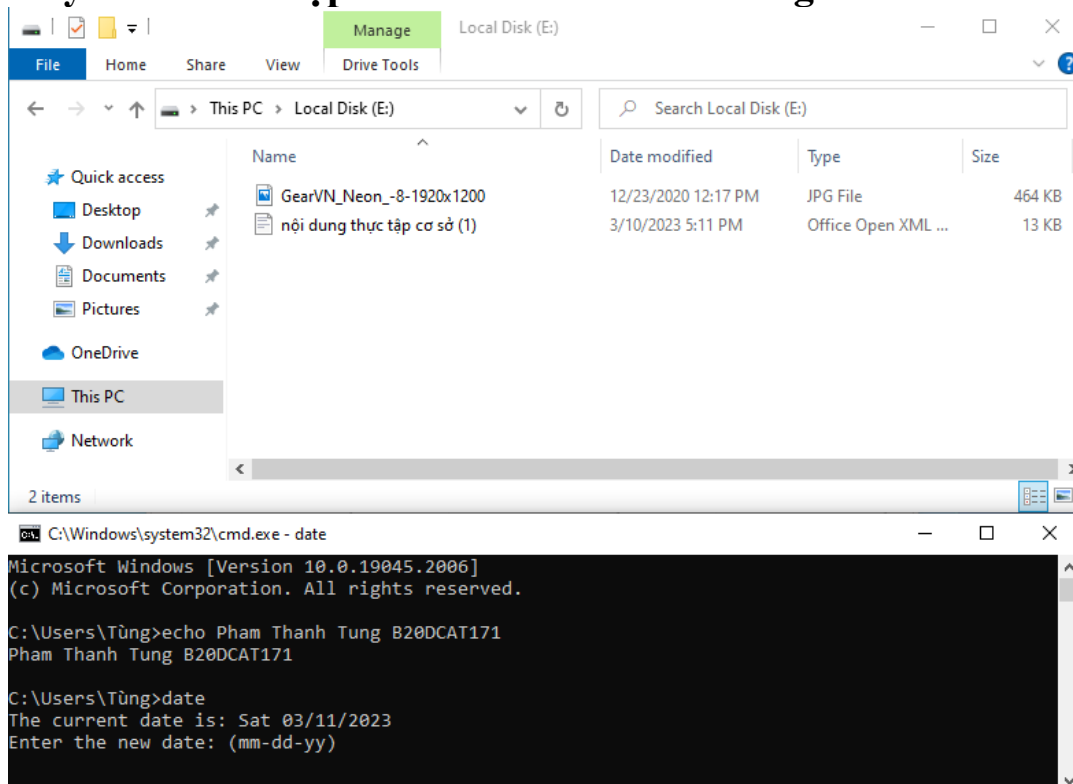 Manage
Local Disk (E:)
File Home Share View Drive Tools
This PC > Local Disk (E:)
Search Local Disk (E:)
Name Date modified Type Size
Quick access
Desktop
Downloads
Documents
Pictures
OneDrive
This PC
Network
GearVN_Neon_-8-1920x1200 12/23/2020 12:17 PM JPG File 464 KB
nội dung thực tập cơ sở (1) 3/10/2023 5:11 PM Office Open XML ... 13 KB
2 items
C:\Windows\system32\cmd.exe - date
Microsoft Windows [Version 10.0.19045.2006]
(c) Microsoft Corporation. All rights reserved.
C:\Users\Tùng>echo Pham Thanh Tung B20DCAT171
Pham Thanh Tung B20DCAT171
C:\Users\Tùng>date
The current date is: Sat 03/11/2023
Enter the new date: (mm-dd-yy)